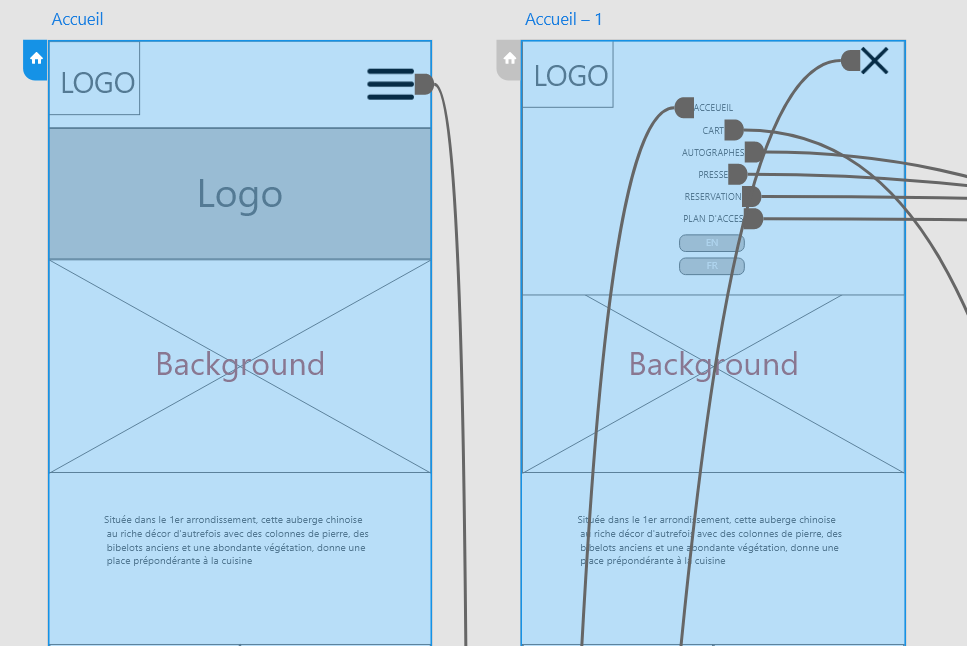 Accueil
LOGO
Logo
Background
Située dans le 1er arrondissement, cette auberge chinoise
au riche décor d'autrefois avec des colonnes de pierre, des
bibelots anciens et une abondante végétation, donne une
place prépondérante à la cuisine
Accueil – 1
LOGO
ACCEUEIL
CART
AUTOGRAPHES
PRESSE
RESERVATION
PLAN D'ACCES
EN
FR
Background
Située dans le 1er arrondissement, cette auberge chinoise
au riche décor d'autrefois avec des colonnes de pierre, des
bibelots anciens et une abondante végétation, donne une
place prépondérante à la cuisine